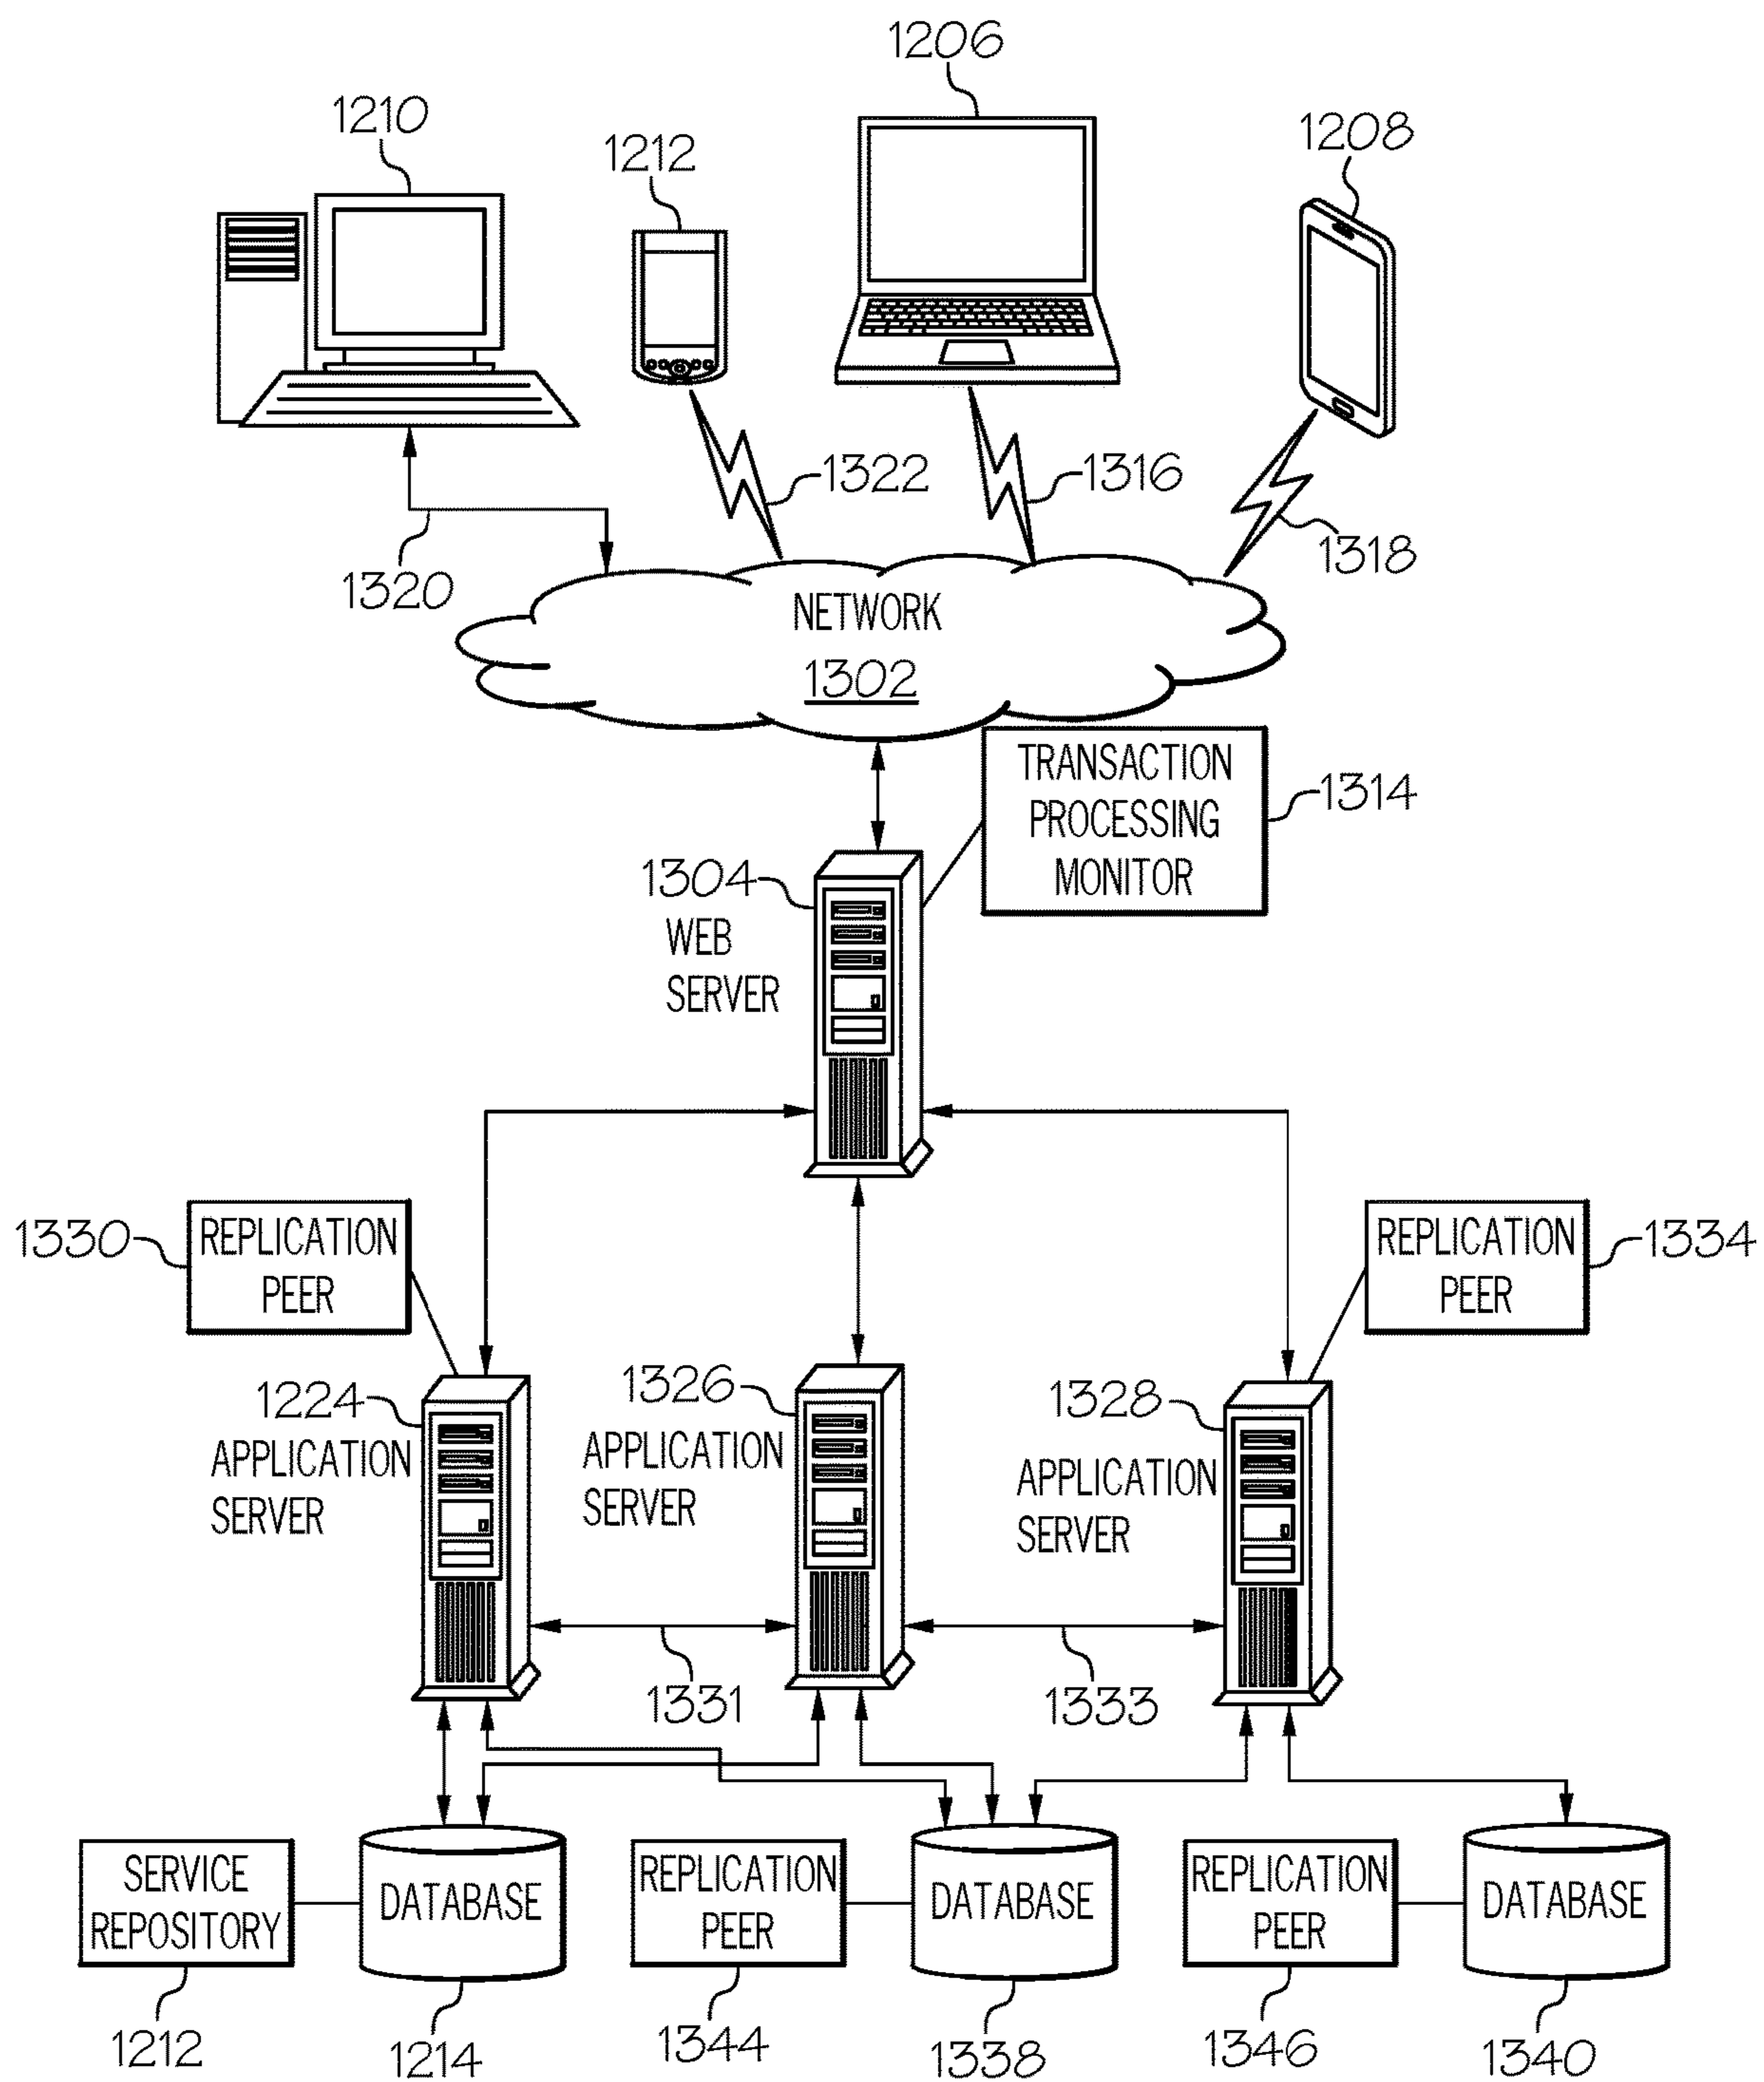 1206
1210
1208
1212
1322
1316
1318
1320
NETWORK
1302
TRANSACTION
PROCESSING
MONITOR
1314
1304
WEB
SERVER
1330
REPLICATION
PEER
REPLICATION
PEER
1334
1224
APPLICATION
SERVER
1326
APPLICATION
SERVER
1328
APPLICATION
SERVER
1331
1333
SERVICE
REPOSITORY
DATABASE
REPLICATION
PEER
DATABASE
REPLICATION
PEER
DATABASE
1212
1214
1344
1338
1346
1340